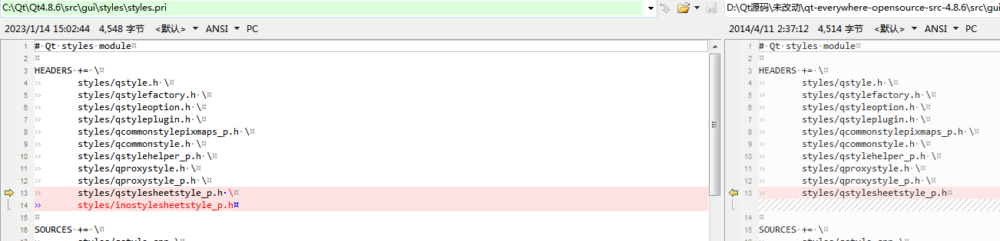 C:\Qt\Qt4.8.6\src\gui\styles\styles.pri
2023/1/14 15:02:44 4,548 字节 <默认> ANSI PC
1 # Qt styles module
2
3 HEADERS += \
4 styles/qstyle.h \
5 styles/qstylefactory.h \
6 styles/qstyleoption.h \
7 styles/qstyleplugin.h \
8 styles/qcommonstylepixmaps_p.h \
9 styles/qcommonstyle.h \
10 styles/qstylehelper_p.h \
11 styles/qproxystyle.h \
12 styles/qproxystyle_p.h \
13 styles/qstylesheetstyle_p.h \
14 styles/inostylesheetstyle_p.h
15
16 SOURCES += \
D:\Qt源码\未改动\qt-everywhere-opensource-src-4.8.6\src\gui
2014/4/11 2:37:12 4,514 字节 <默认> ANSI PC
1 # Qt styles module
2
3 HEADERS += \
4 styles/qstyle.h \
5 styles/qstylefactory.h \
6 styles/qstyleoption.h \
7 styles/qstyleplugin.h \
8 styles/qcommonstylepixmaps_p.h \
9 styles/qcommonstyle.h \
10 styles/qstylehelper_p.h \
11 styles/qproxystyle.h \
12 styles/qproxystyle_p.h \
13 styles/qstylesheetstyle_p.h
14
15 SOURCES += \